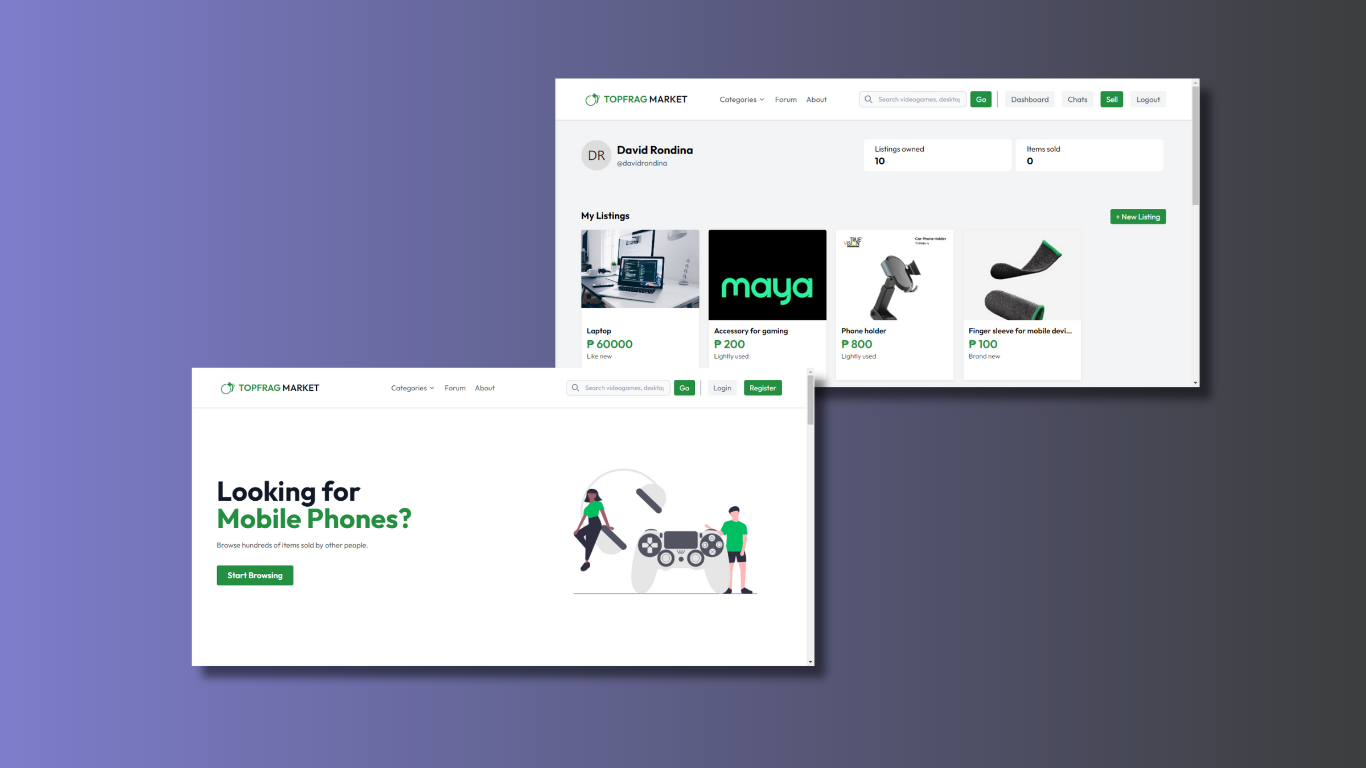 TOPFRAG MARKET
Categories Forum About
Search videogames, deskto
Go
Dashboard Chats Sell Logout
DR
David Rondina
@davidrondina
Listings owned
10
Items sold
0
My Listings
+ New Listing
maya
TRUE
VISION
Car Phone Holder
Laptop
₱ 60000
Like new
Accessory for gaming
₱ 200
Lightly used
Phone holder
₱ 800
Lightly used
Finger sleeve for mobile devi...
₱ 100
Brand new
TOPFRAG MARKET
Categories Forum About
Search videogames, deskto
Go
Login Register
Looking for
Mobile Phones?
Browse hundreds of items sold by other people.
Start Browsing